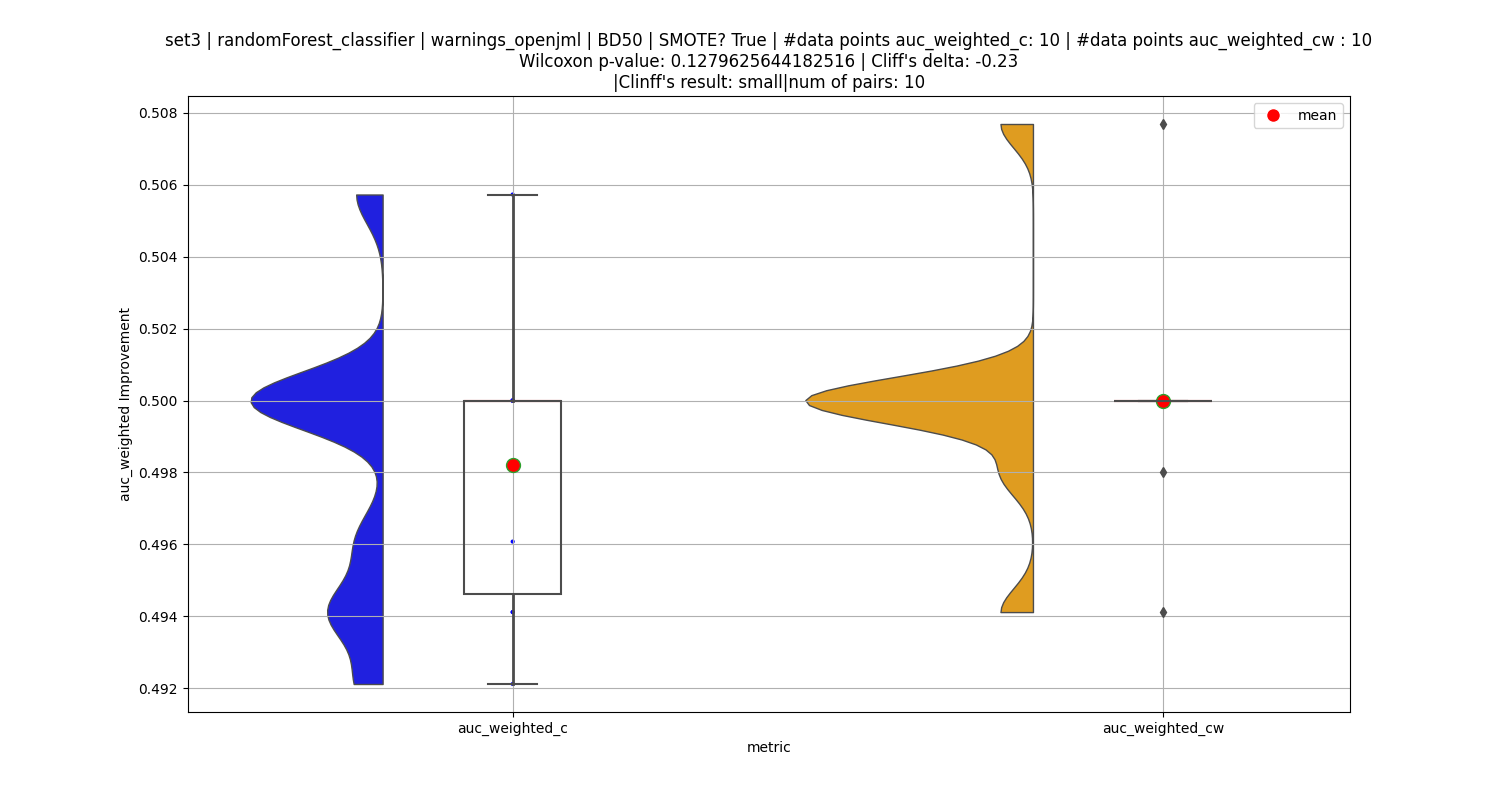 set3 | randomForest_classifier | warnings_openjml | BD50 | SMOTE? True | #data points auc_weighted_c: 10 | #data points auc_weighted_cw : 10
Wilcoxon p-value: 0.1279625644182516 | Cliff's delta: -0.23
|Clinff's result: small|num of pairs: 10
mean
0.508
0.506
0.504
0.502
0.500
0.498
0.496
0.494
0.492
auc_weighted Improvement
auc_weighted_c
auc_weighted_cw
metric